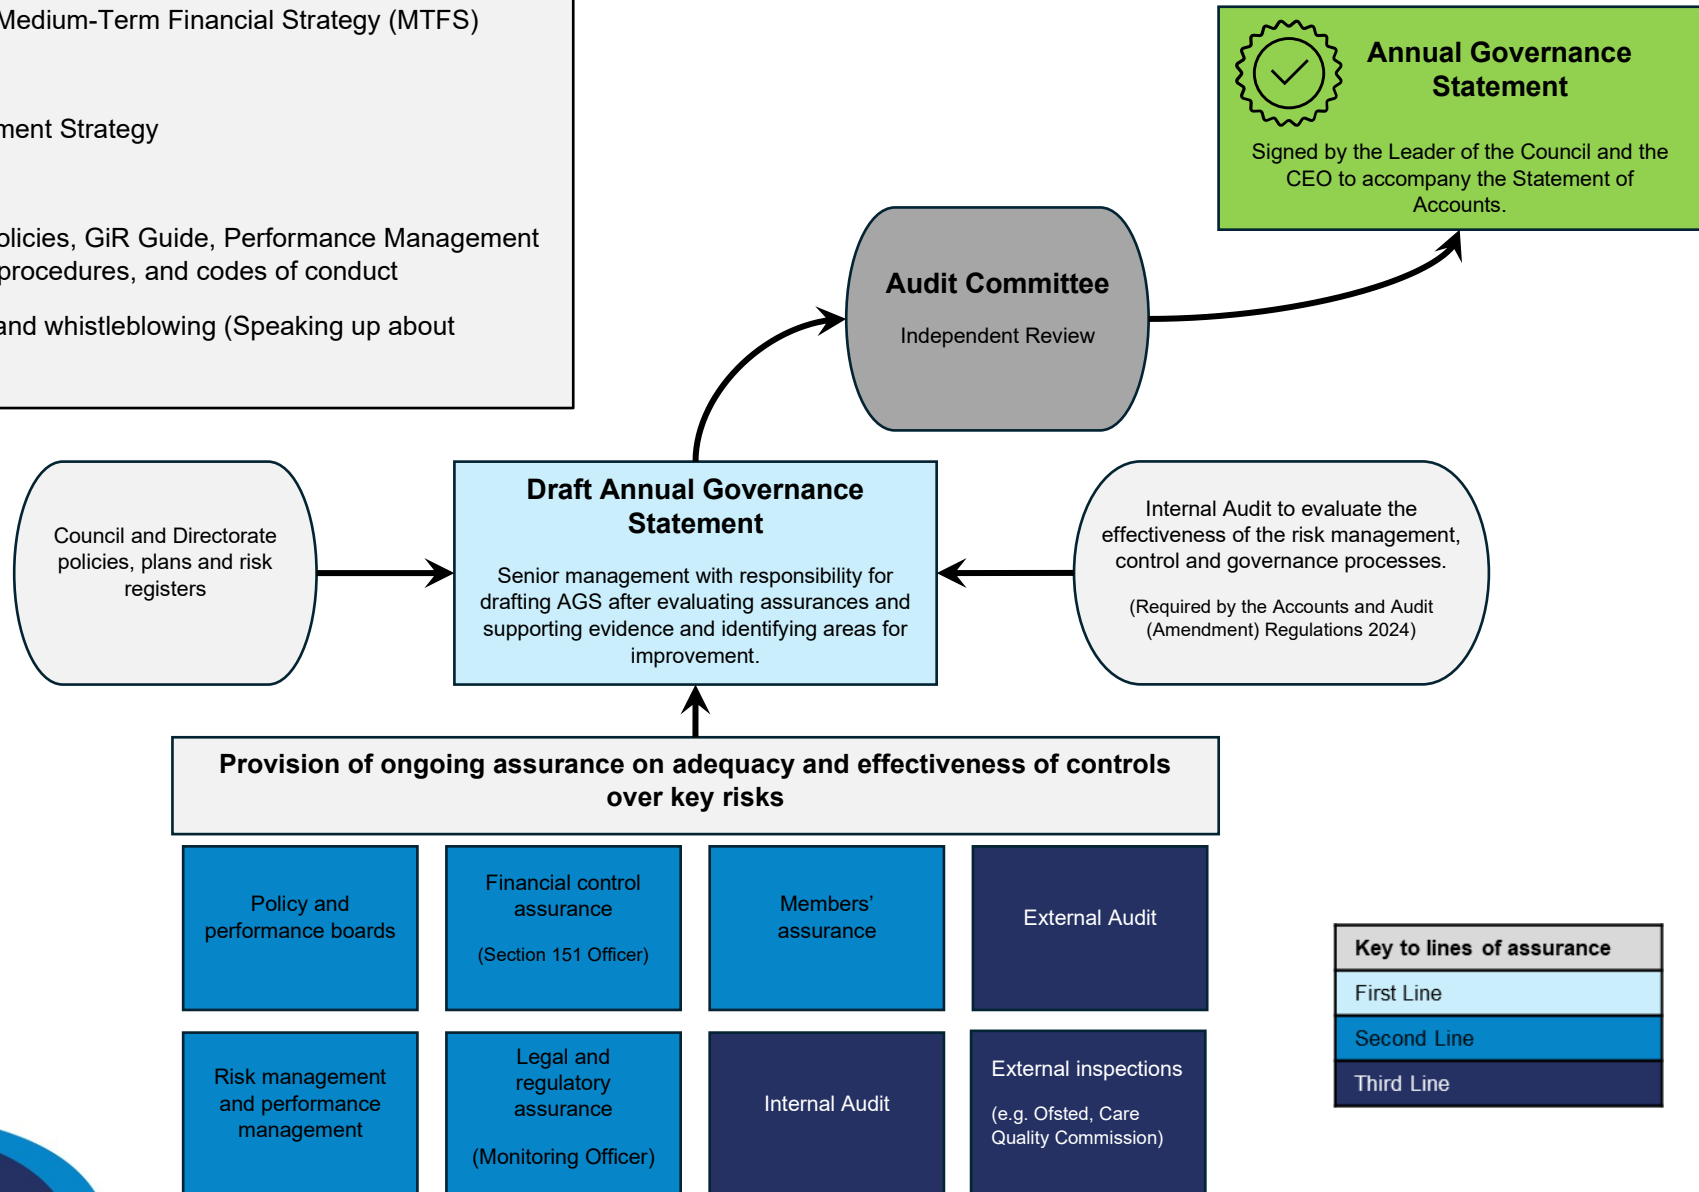 Medium-Term Financial Strategy (MTFS)
ment Strategy
olicies, GiR Guide, Performance Management
procedures, and codes of conduct
and whistleblowing (Speaking up about
Annual Governance
Statement
Signed by the Leader of the Council and the
CEO to accompany the Statement of
Accounts.
Audit Committee
Independent Review
Council and Directorate
policies, plans and risk
registers
Draft Annual Governance
Statement
Senior management with responsibility for
drafting AGS after evaluating assurances and
supporting evidence and identifying areas for
improvement.
Internal Audit to evaluate the
effectiveness of the risk management,
control and governance processes.
(Required by the Accounts and Audit
(Amendment) Regulations 2024)
Provision of ongoing assurance on adequacy and effectiveness of controls
over key risks
Policy and
performance boards
Financial control
assurance
(Section 151 Officer)
Members’
assurance
External Audit
Risk management
and performance
management
Legal and
regulatory
assurance
(Monitoring Officer)
Internal Audit
External inspections
(e.g. Ofsted, Care
Quality Commission)
Key to lines of assurance
First Line
Second Line
Third Line